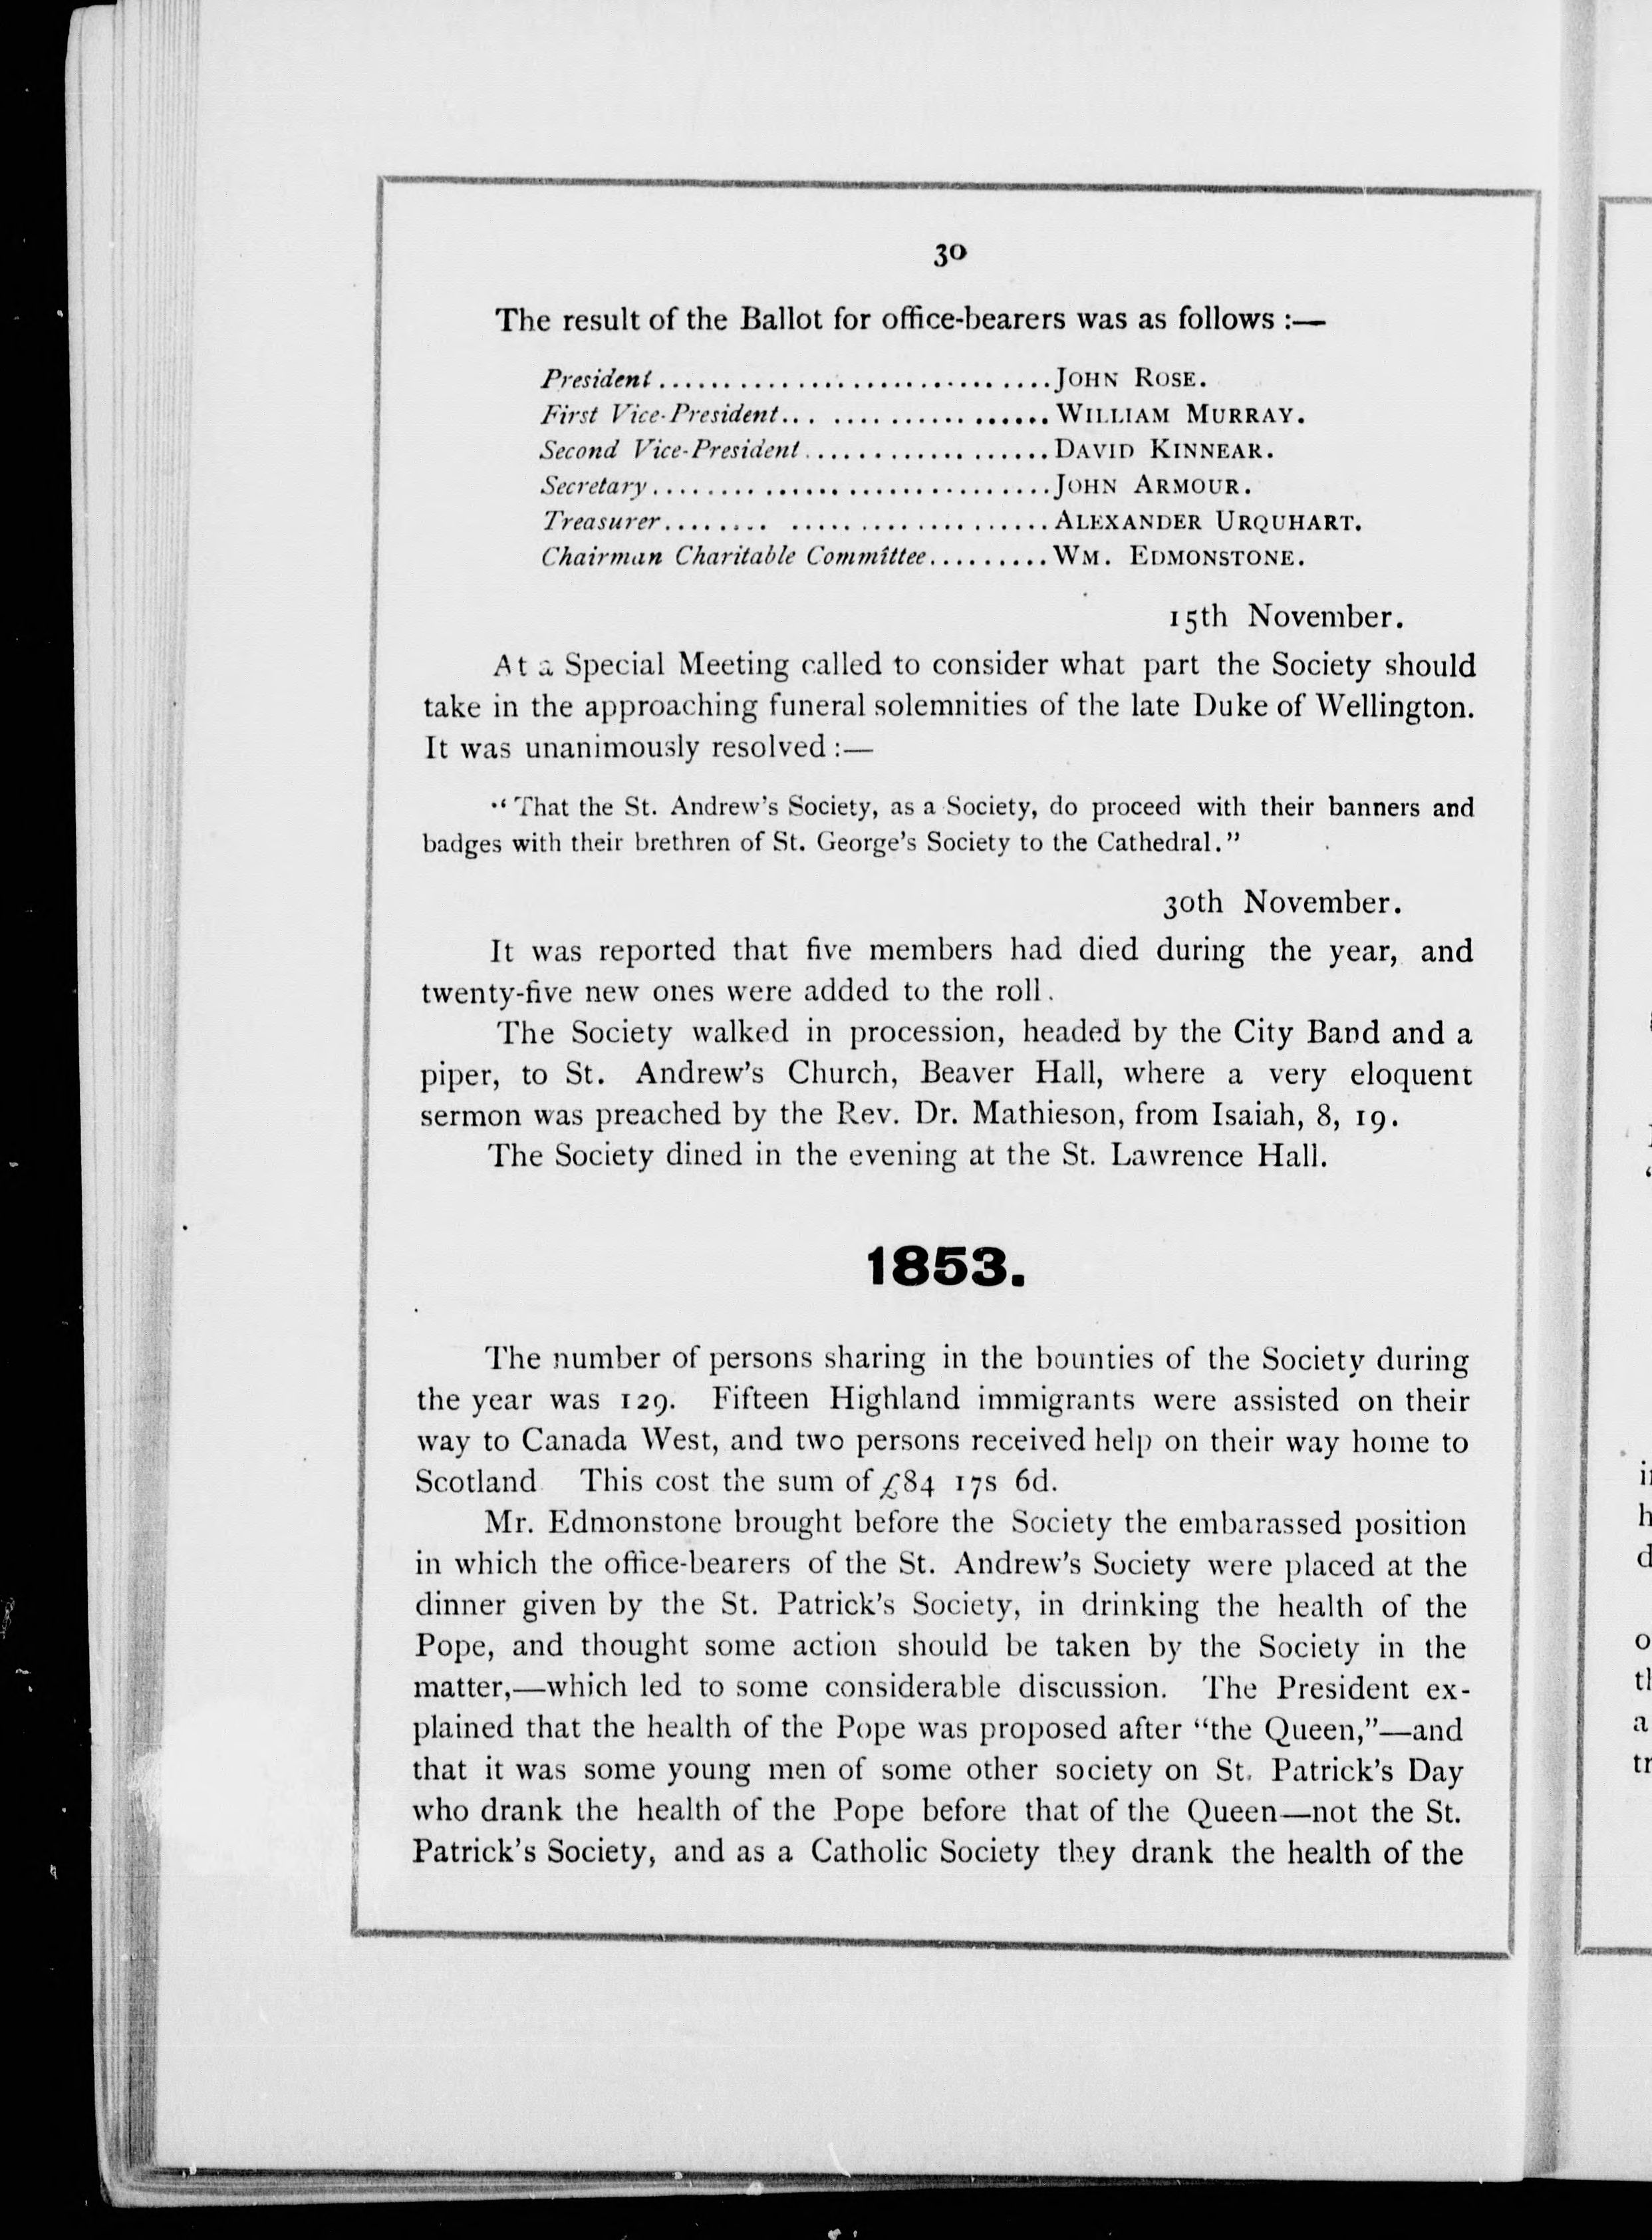 30
The result of the Ballot for office-bearers was as follows :—
President..............................JOHN ROSE.
First Vice-President... ..................WILLIAM MURRAY.
Second Vice-President...................DAVID KINNEAR.
Secretary...............................JOHN ARMOUR.
Treasurer........ ....................ALEXANDER URQUHART.
Chairman Charitable Committee.........WM. EDMONSTONE.
15th November.
At a Special Meeting called to consider what part the Society should
take in the approaching funeral solemnities of the late Duke of Wellington.
It was unanimously resolved :—
"That the St. Andrew's Society, as a Society, do proceed with their banners and
badges with their brethren of St. George's Society to the Cathedral."
30th November.
It was reported that five members had died during the year, and
twenty-five new ones were added to the roll.
The Society walked in procession, headed by the City Band and a
piper, to St. Andrew's Church, Beaver Hall, where a very eloquent
sermon was preached by the Rev. Dr. Mathieson, from Isaiah, 8, 19.
The Society dined in the evening at the St. Lawrence Hall.
1853.
The number of persons sharing in the bounties of the Society during
the year was 129. Fifteen Highland immigrants were assisted on their
way to Canada West, and two persons received help on their way home to
Scotland This cost the sum of £84 17s 6d.
Mr. Edmonstone brought before the Society the embarassed position
in which the office-bearers of the St. Andrew's Society were placed at the
dinner given by the St. Patrick's Society, in drinking the health of the
Pope, and thought some action should be taken by the Society in the
matter,—which led to some considerable discussion. The President ex-
plained that the health of the Pope was proposed after "the Queen,"—and
that it was some young men of some other society on St. Patrick's Day
who drank the health of the Pope before that of the Queen—not the St.
Patrick's Society, and as a Catholic Society they drank the health of the